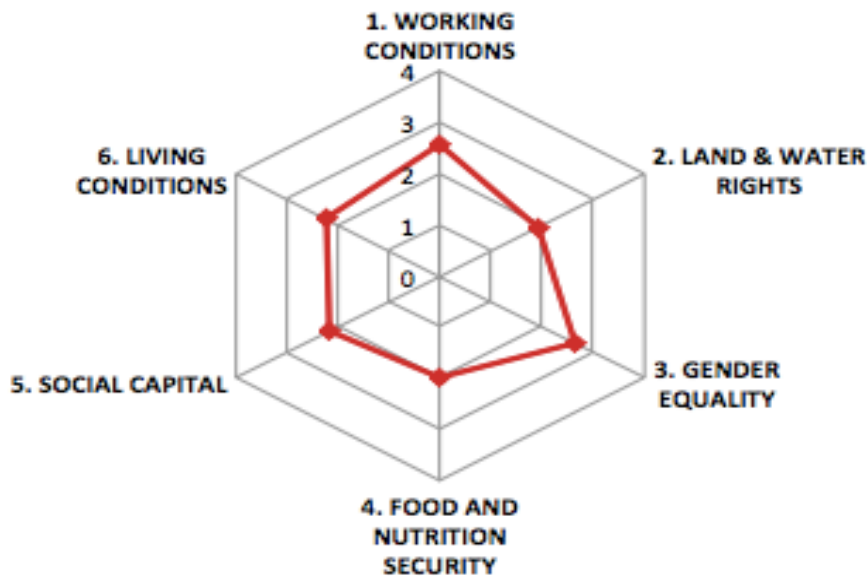 1. WORKING
CONDITIONS
4
3
2
1
0
2. LAND & WATER
RIGHTS
3. GENDER
EQUALITY
4. FOOD AND
NUTRITION
SECURITY
5. SOCIAL CAPITAL
6. LIVING
CONDITIONS